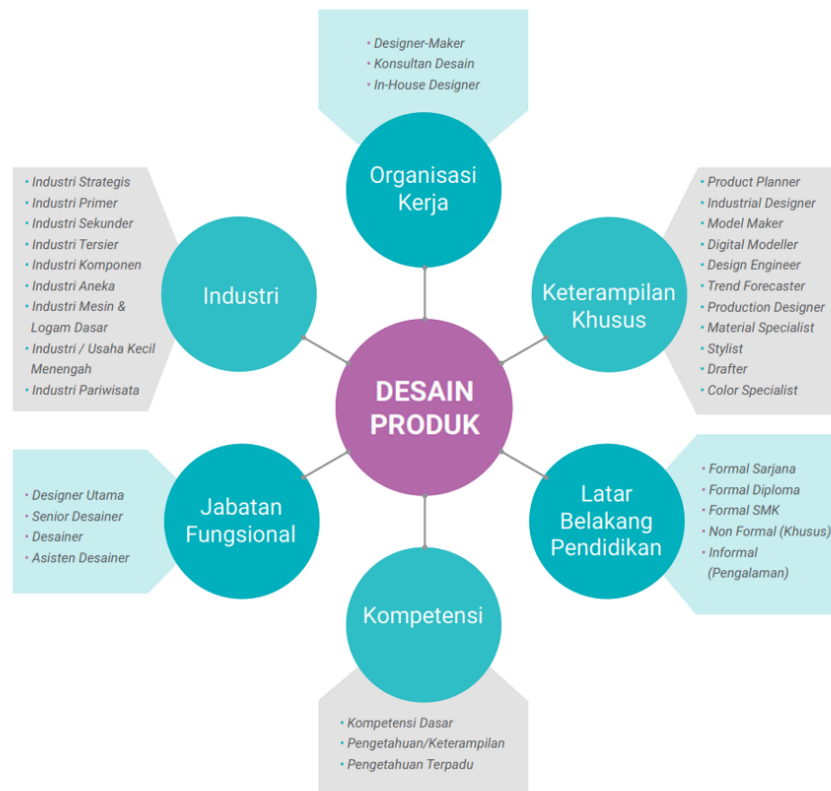 • Designer-Maker
• Konsultan Desain
• In-House Designer
Organisasi
Kerja
• Industri Strategis
• Industri Primer
• Industri Sekunder
• Industri Tersier
• Industri Komponen
• Industri Aneka
• Industri Mesin &
Logam Dasar
• Industri / Usaha Kecil
Menengah
• Industri Pariwisata
Industri
Keterampilan
Khusus
• Product Planner
• Industrial Designer
• Model Maker
• Digital Modeller
• Design Engineer
• Trend Forecaster
• Production Designer
• Material Specialist
• Stylist
• Drafter
• Color Specialist
DESAIN
PRODUK
• Designer Utama
• Senior Desainer
• Desainer
• Asisten Desainer
Jabatan
Fungsional
Latar
Belakang
Pendidikan
• Formal Sarjana
• Formal Diploma
• Formal SMK
• Non Formal (Khusus)
• Informal
(Pengalaman)
Kompetensi
• Kompetensi Dasar
• Pengetahuan/Keterampilan
• Pengetahuan Terpadu